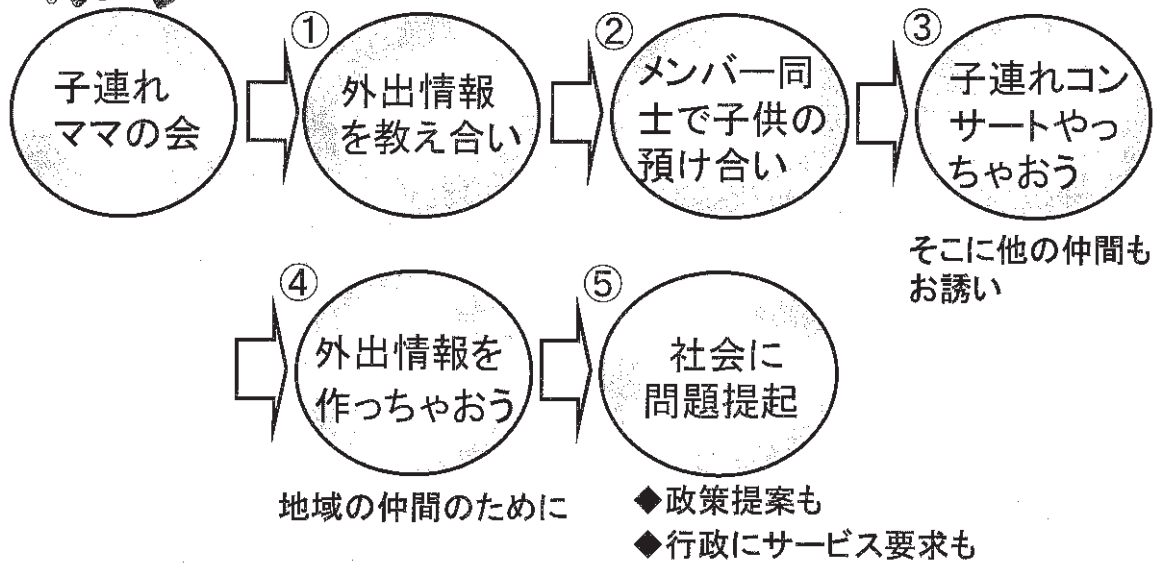 子連れ
ママの会
①
外出情報
を教え合い
②
メンバー同
士で子供の
預け合い
③
子連れコン
サートやっ
ちゃおう
そこに他の仲間も
お誘い
④
外出情報を
作っちゃおう
地域の仲間のために
⑤
社会に
問題提起
◆政策提案も
◆行政にサービス要求も